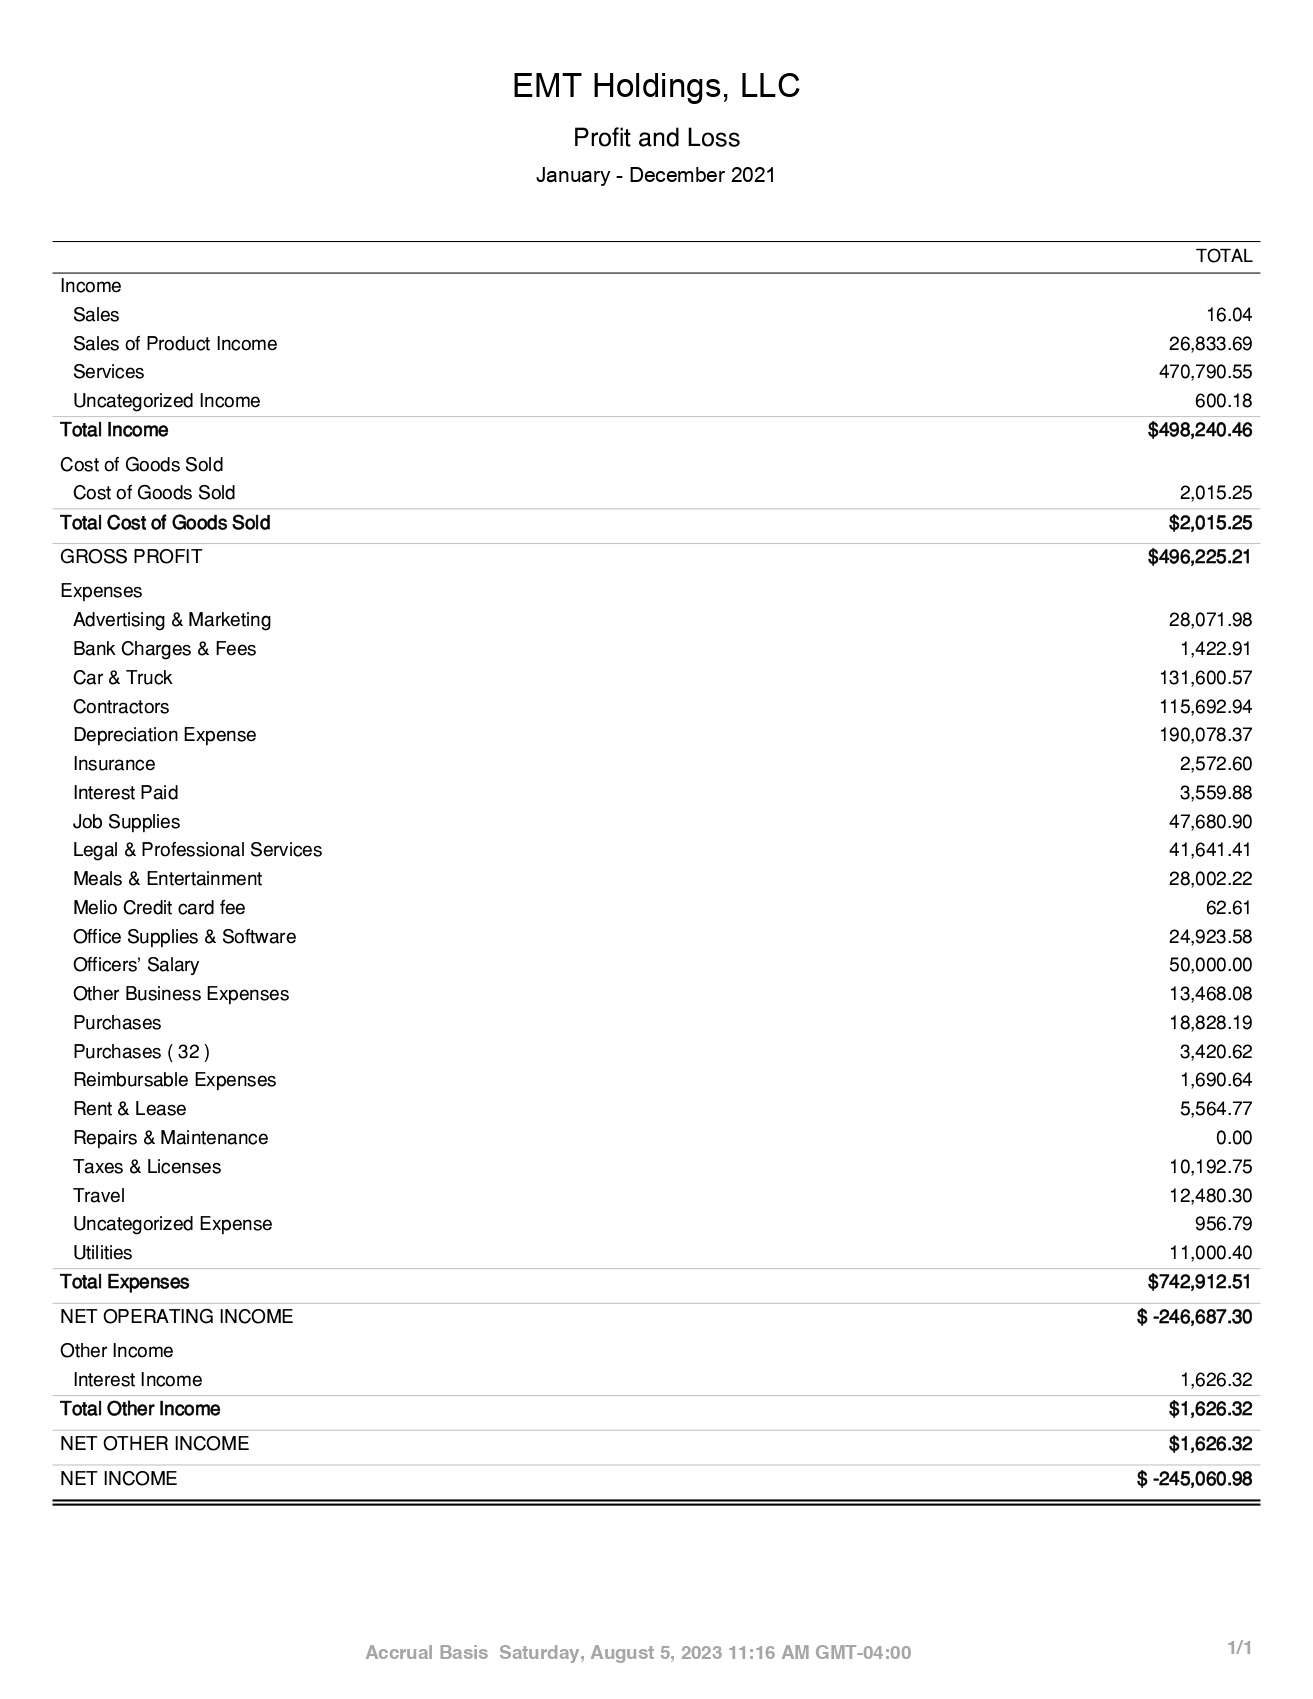 EMT Holdings, LLC
Profit and Loss
January - December 2021
TOTAL
Income
Sales 16.04
Sales of Product Income 26,833.69
Services 470,790.55
Uncategorized Income 600.18
Total Income $498,240.46
Cost of Goods Sold
Cost of Goods Sold 2,015.25
Total Cost of Goods Sold $2,015.25
GROSS PROFIT $496,225.21
Expenses
Advertising & Marketing 28,071.98
Bank Charges & Fees 1,422.91
Car & Truck 131,600.57
Contractors 115,692.94
Depreciation Expense 190,078.37
Insurance 2,572.60
Interest Paid 3,559.88
Job Supplies 47,680.90
Legal & Professional Services 41,641.41
Meals & Entertainment 28,002.22
Melio Credit card fee 62.61
Office Supplies & Software 24,923.58
Officers’ Salary 50,000.00
Other Business Expenses 13,468.08
Purchases 18,828.19
Purchases ( 32 ) 3,420.62
Reimbursable Expenses 1,690.64
Rent & Lease 5,564.77
Repairs & Maintenance 0.00
Taxes & Licenses 10,192.75
Travel 12,480.30
Uncategorized Expense 956.79
Utilities 11,000.40
Total Expenses $742,912.51
NET OPERATING INCOME $ -246,687.30
Other Income
Interest Income 1,626.32
Total Other Income $1,626.32
NET OTHER INCOME $1,626.32
NET INCOME $ -245,060.98
Accrual Basis Saturday, August 5, 2023 11:16 AM GMT-04:00 1/1